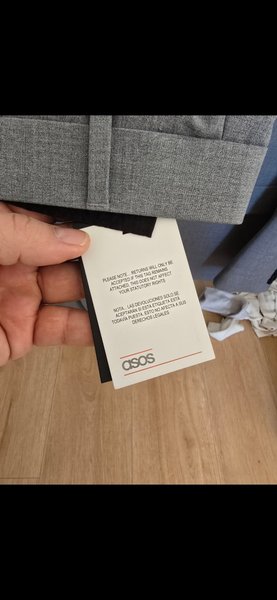 PLEASE NOTE... RETURNS WILL ONLY BE
ACCEPTED IF THIS TAG REMAINS
ATTACHED. THIS DOES NOT AFFECT
YOUR STATUTORY RIGHTS
NOTA... LAS DEVOLUCIONES SOLO SE
ACEPTARÁN SI ESTA ETIQUETA ESTÁ
TODAVÍA PUESTA. ESTO NO AFECTA A SUS
DERECHOS LEGALES
asos